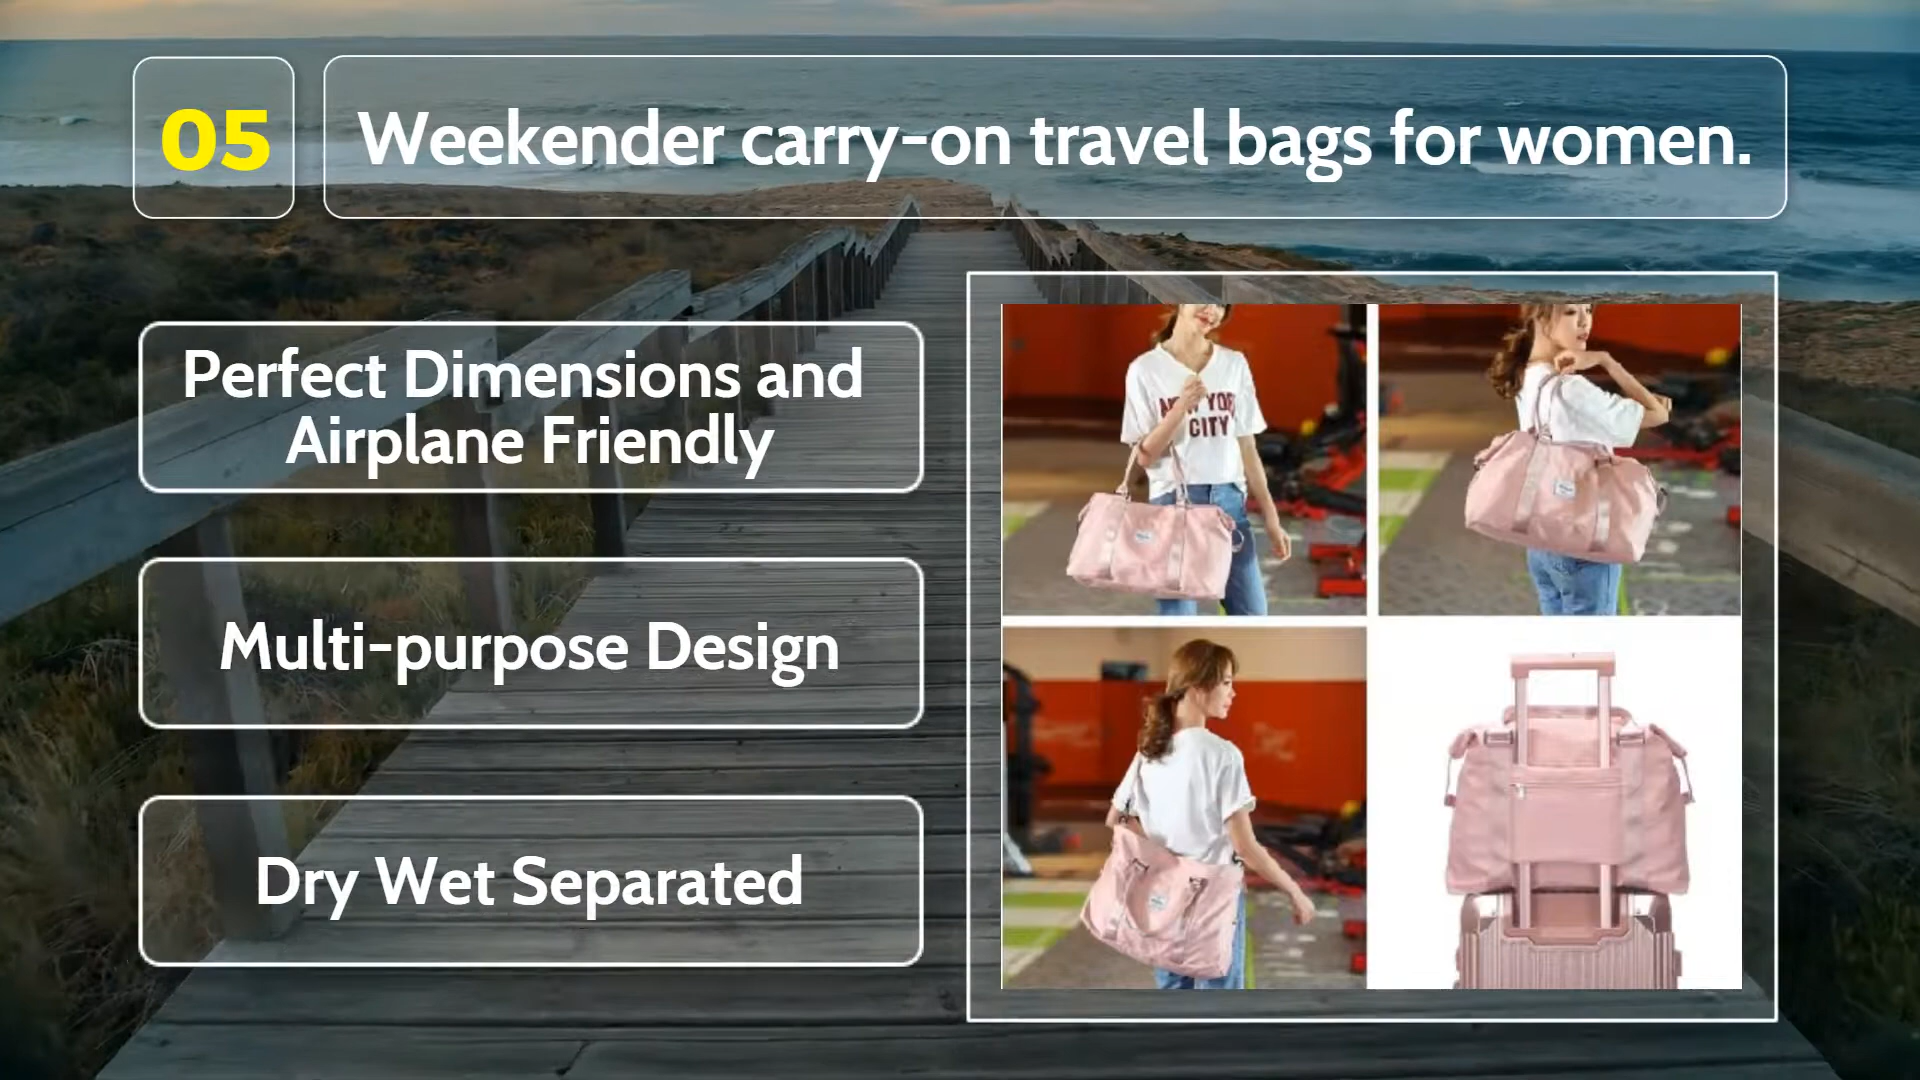 05
Weekender carry-on travel bags for women.
Perfect Dimensions and
Airplane Friendly
Multi-purpose Design
Dry Wet Separated
CITY